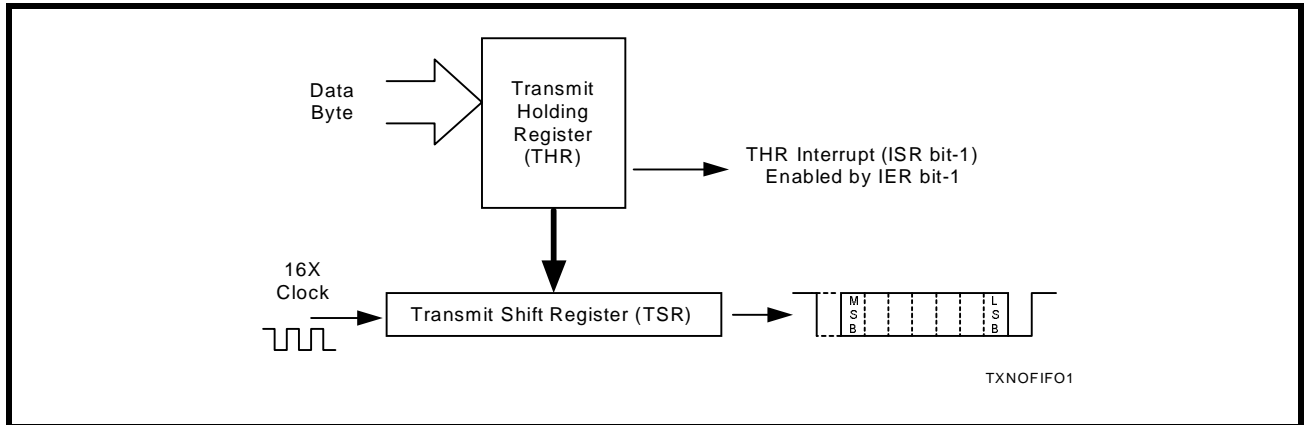 Data
Byte
Transmit
Holding
Register
(THR)
THR Interrupt (ISR bit-1)
Enabled by IER bit-1
16X
Clock
Transmit Shift Register (TSR)
M
S
B
L
S
B
TXNOFIFO1